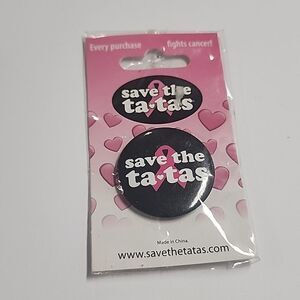 Every purchase fights cancer!
save the
ta♥tas
save the
ta♥tas
Made in China.
www.savethetatas.com